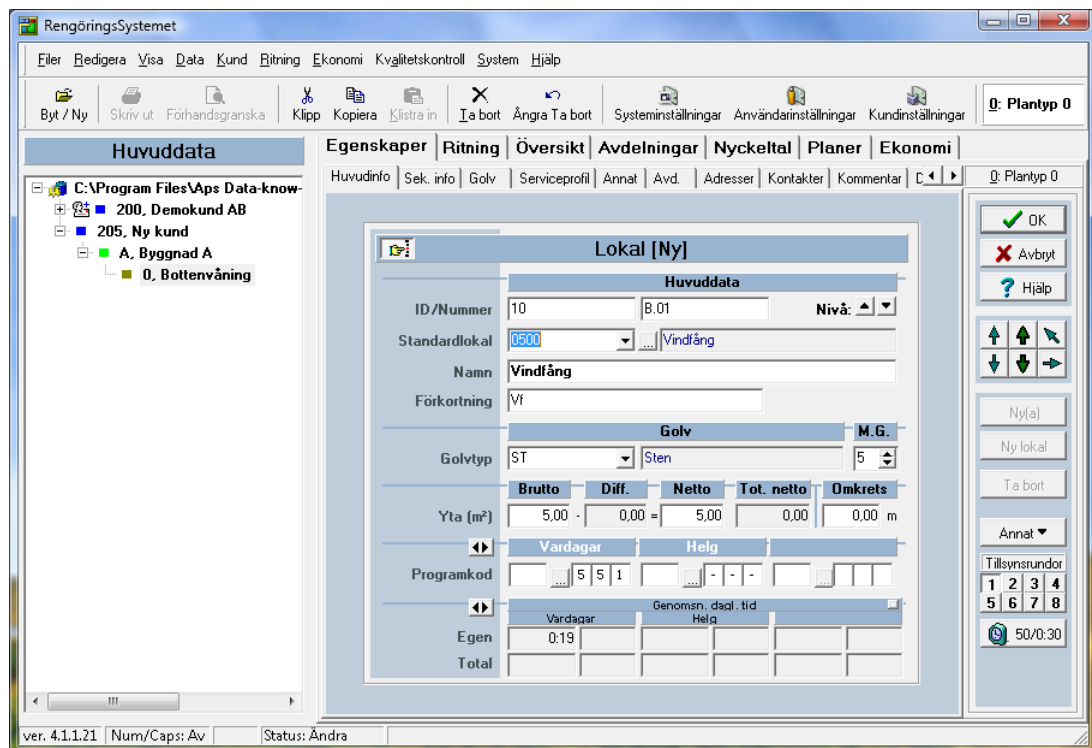 RengöringsSystemet
Filer Redigera Visa Data Kund Ritning Ekonomi Kvalitetskontroll System Hjälp
Byt / Ny Skriv ut Förhandsgranska Klipp Kopiera Klistra in Ta bort Ångra Ta bort Systeminställningar Användarinställningar Kundinställningar 0: Plantyp 0
Huvuddata
Egenskaper Ritning Översikt Avdelningar Nyckeltal Planer Ekonomi
Huvudinfo Sek. info Golv Serviceprofil Annat Avd. Adresser Kontakter Kommentar 0: Plantyp 0
C:\Program Files\Aps Data-know-
200, Demokund AB
205, Ny kund
A, Byggnad A
0, Bottenvåning
Lokal [Ny]
Huvuddata
ID/Nummer 10 B.01 Nivå:
Standardlokal 0500 ... Vindfång
Namn Vindfång
Förkortning Vf
Golv M.G.
Golvtyp ST Sten 5
Brutto Diff. Netto Tot. netto Omkrets
Yta (m²) 5,00 - 0,00 = 5,00 0,00 0,00 m
Vardagar Helg
Programkod ... 5 5 1 ... - - - ...
Genomsn. dagl. tid
Vardagar Helg
Egen 0:19
Total
OK
Avbryt
Hjälp
Ny(a)
Ny lokal
Ta bort
Annat
Tillsynsrundor
1 2 3 4
5 6 7 8
50/0:30
ver. 4.1.1.21 Num/Caps: Av Status: Ändra